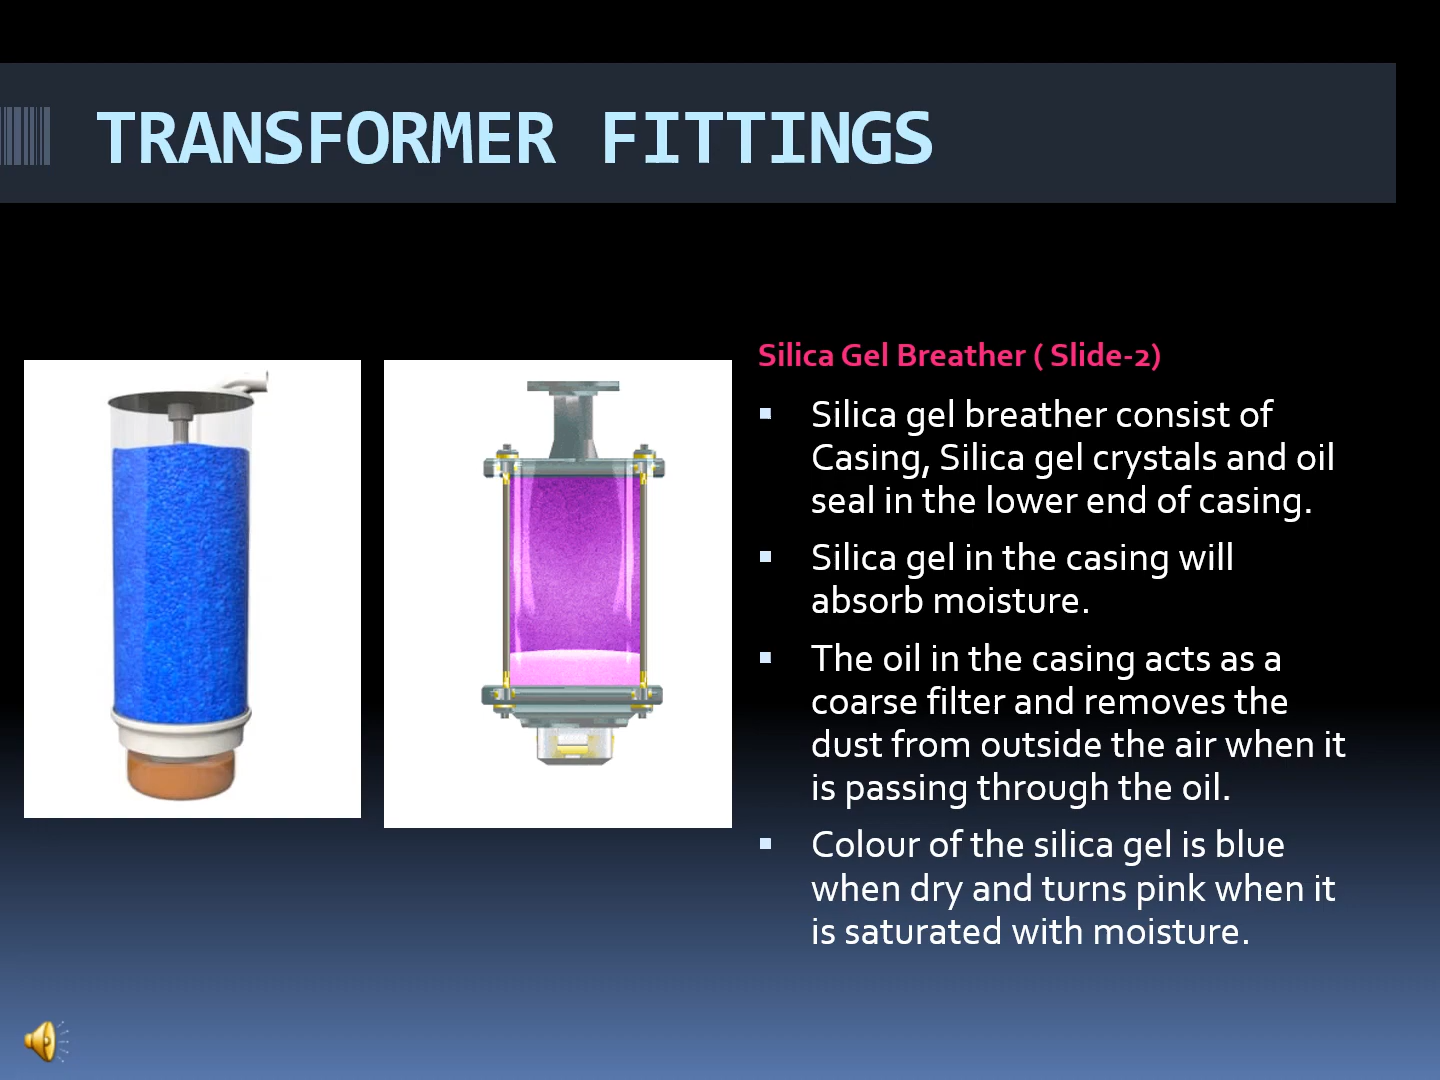 TRANSFORMER FITTINGS
Silica Gel Breather ( Slide-2)
Silica gel breather consist of
Casing, Silica gel crystals and oil
seal in the lower end of casing.
Silica gel in the casing will
absorb moisture.
The oil in the casing acts as a
coarse filter and removes the
dust from outside the air when it
is passing through the oil.
Colour of the silica gel is blue
when dry and turns pink when it
is saturated with moisture.